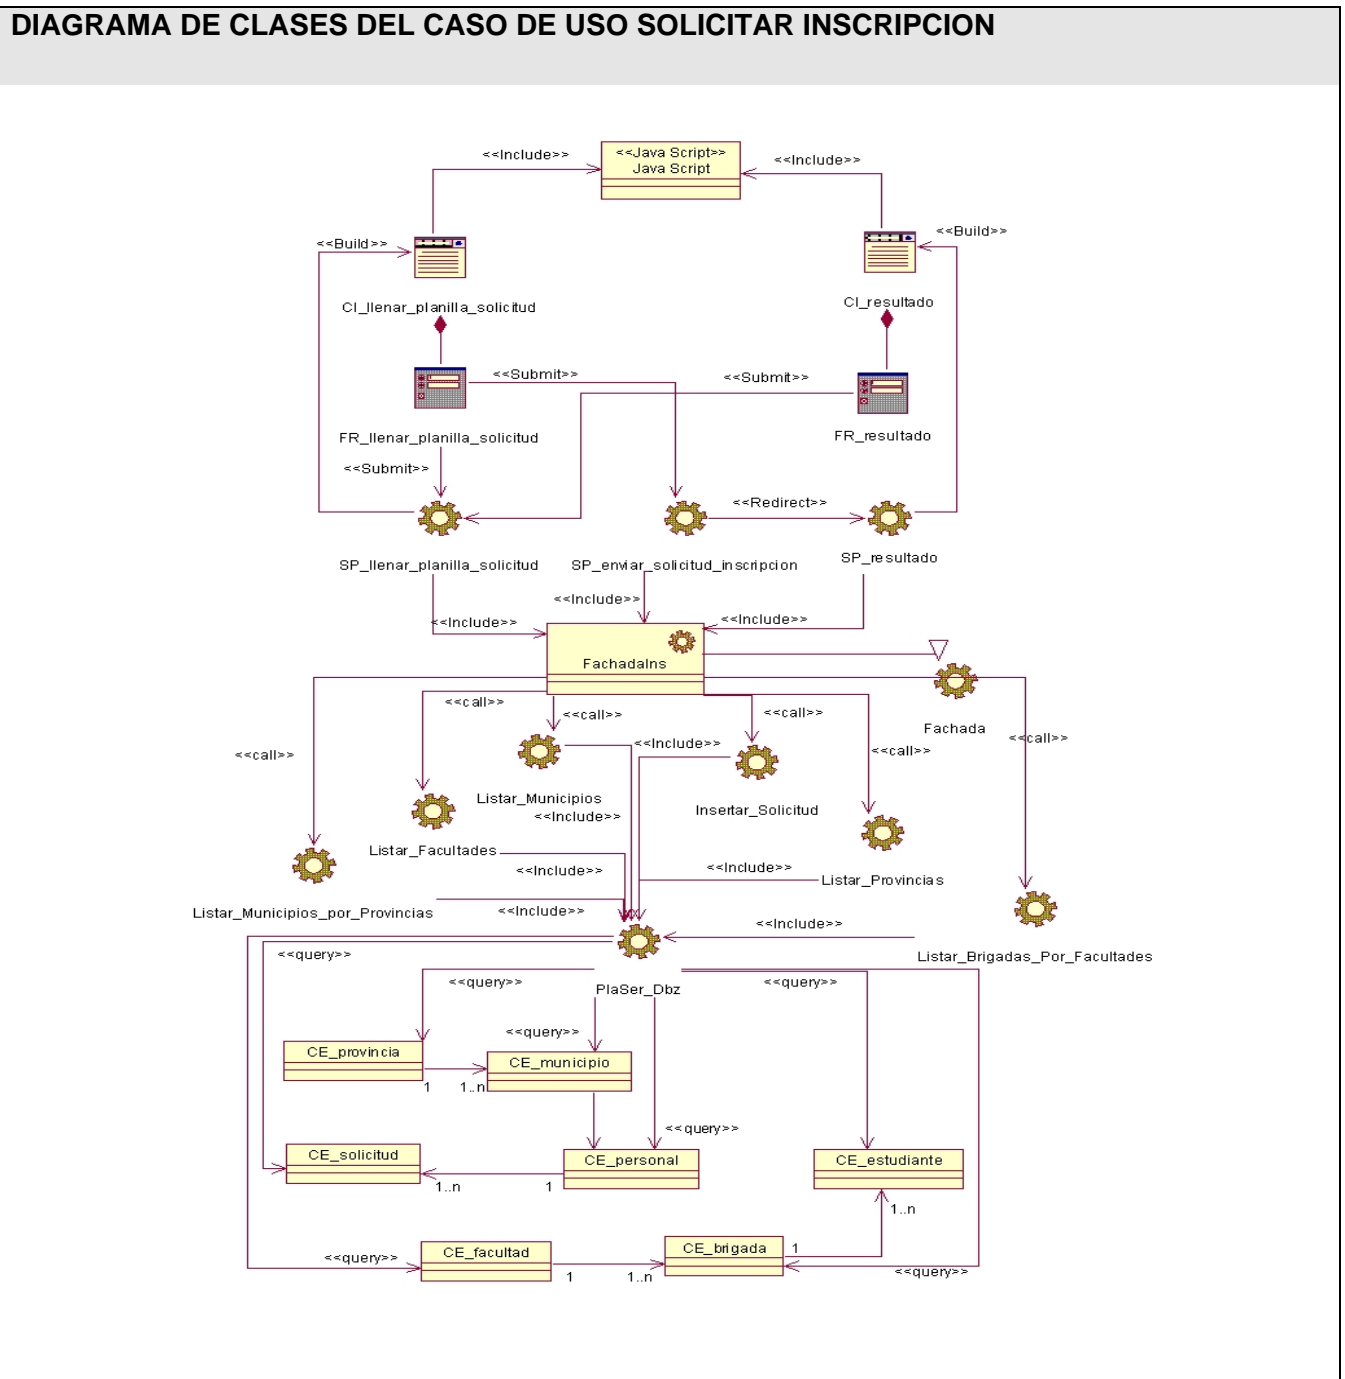 DIAGRAMA DE CLASES DEL CASO DE USO SOLICITAR INSCRIPCION
<<Include>>
<<Java Script>>
Java Script
<<Include>>
<<Build>>
<<Build>>
CI_llenar_planilla_solicitud
CI_resultado
<<Submit>>
<<Submit>>
FR_llenar_planilla_solicitud
FR_resultado
<<Submit>>
<<Redirect>>
SP_llenar_planilla_solicitud
SP_enviar_solicitud_inscripcion
SP_resultado
<<Include>>
<<Include>>
<<Include>>
FachadaIns
Fachada
<<call>>
<<call>>
<<call>>
<<call>>
<<call>>
<<call>>
<<Include>>
Listar_Municipios
Insertar_Solicitud
<<Include>>
Listar_Facultades
<<Include>>
<<Include>>
Listar_Provincias
Listar_Municipios_por_Provincias
<<Include>>
<<Include>>
Listar_Brigadas_Por_Facultades
<<query>>
PlaSer_Dbz
<<query>>
<<query>>
<<query>>
CE_provincia
CE_municipio
1
1..n
<<query>>
CE_solicitud
CE_personal
CE_estudiante
1..n
1
1..n
CE_facultad
CE_brigada
1
<<query>>
1
1..n
<<query>>